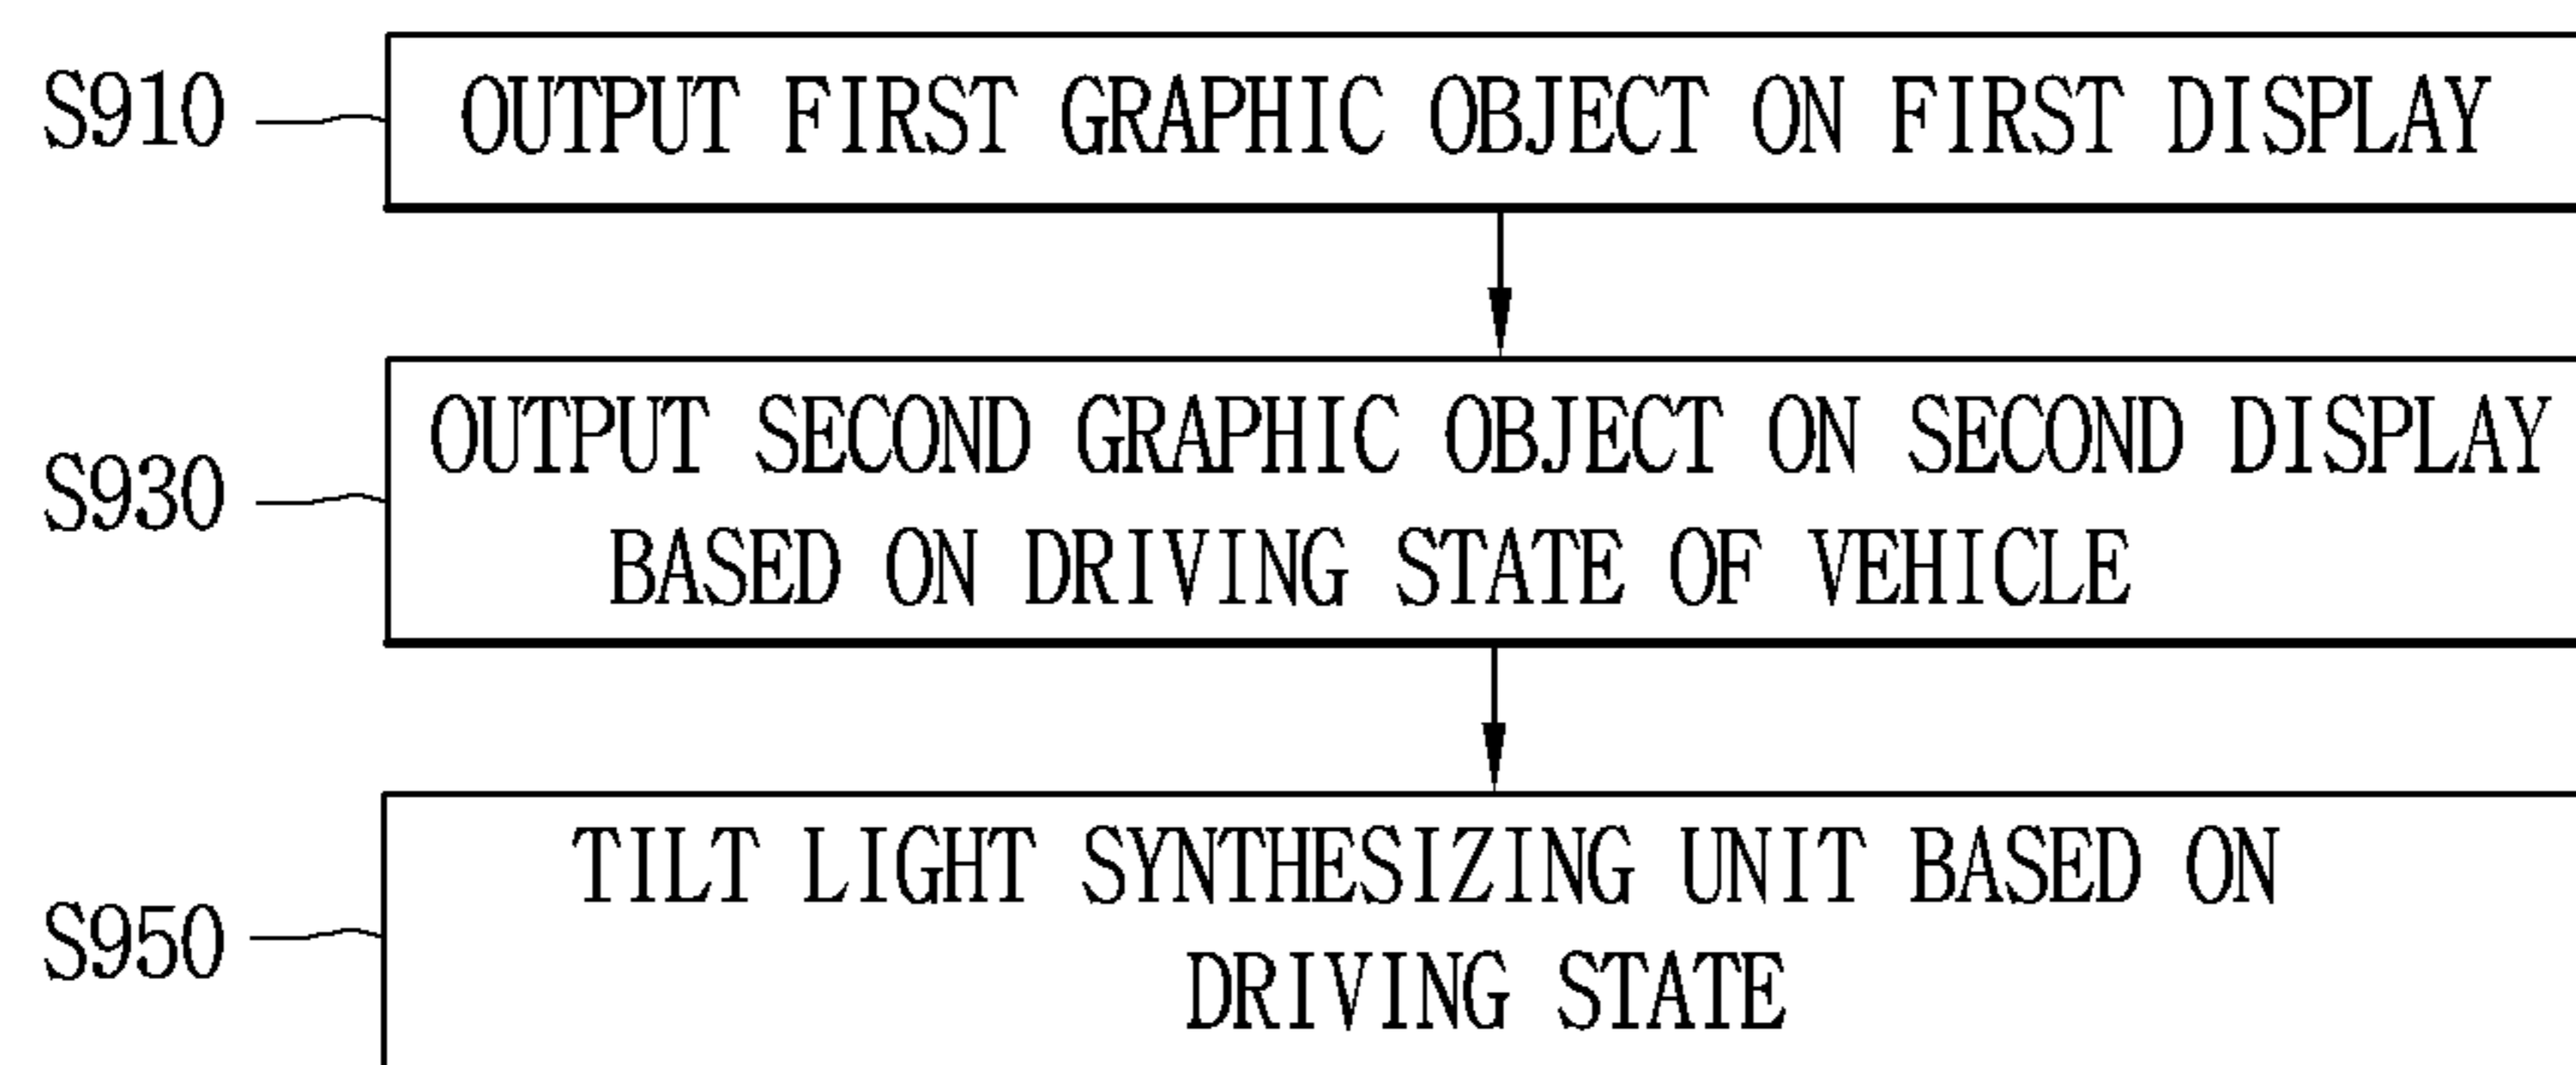 S910
OUTPUT FIRST GRAPHIC OBJECT ON FIRST DISPLAY
S930
OUTPUT SECOND GRAPHIC OBJECT ON SECOND DISPLAY
BASED ON DRIVING STATE OF VEHICLE
S950
TILT LIGHT SYNTHESIZING UNIT BASED ON
DRIVING STATE